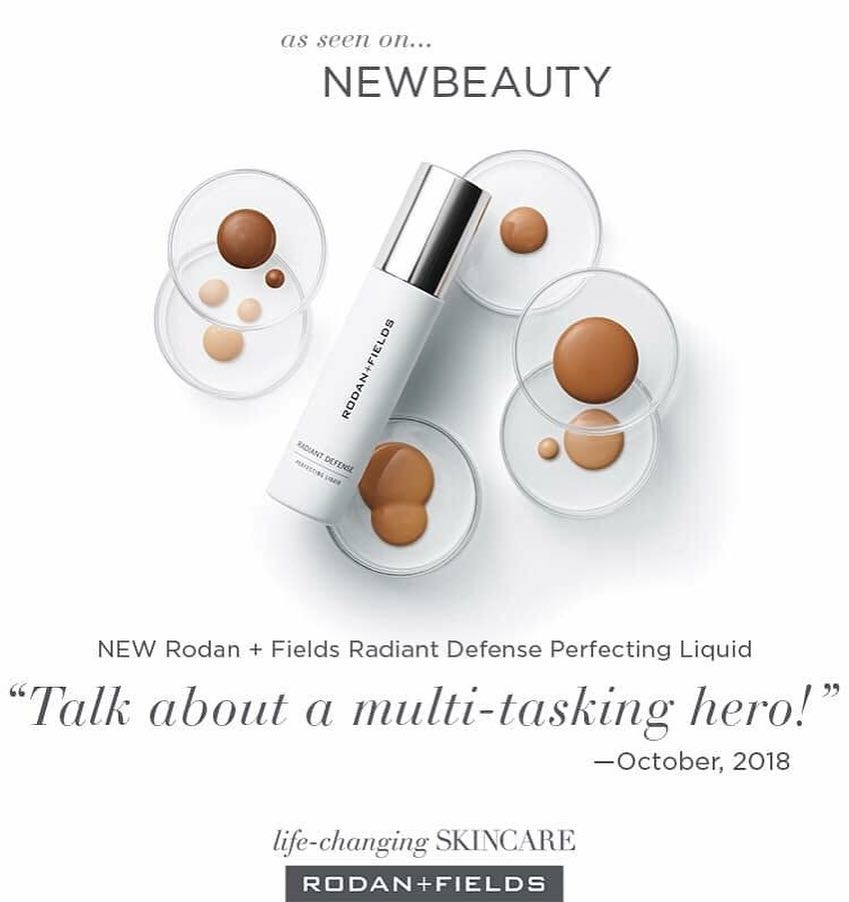 as seen on...
NEWBEAUTY
RODAN+FIELDS
RADIANT DEFENSE
PERFECTING LIQUID
NEW Rodan + Fields Radiant Defense Perfecting Liquid
“Talk about a multi-tasking hero!”
—October, 2018
life-changing SKINCARE
RODAN+FIELDS